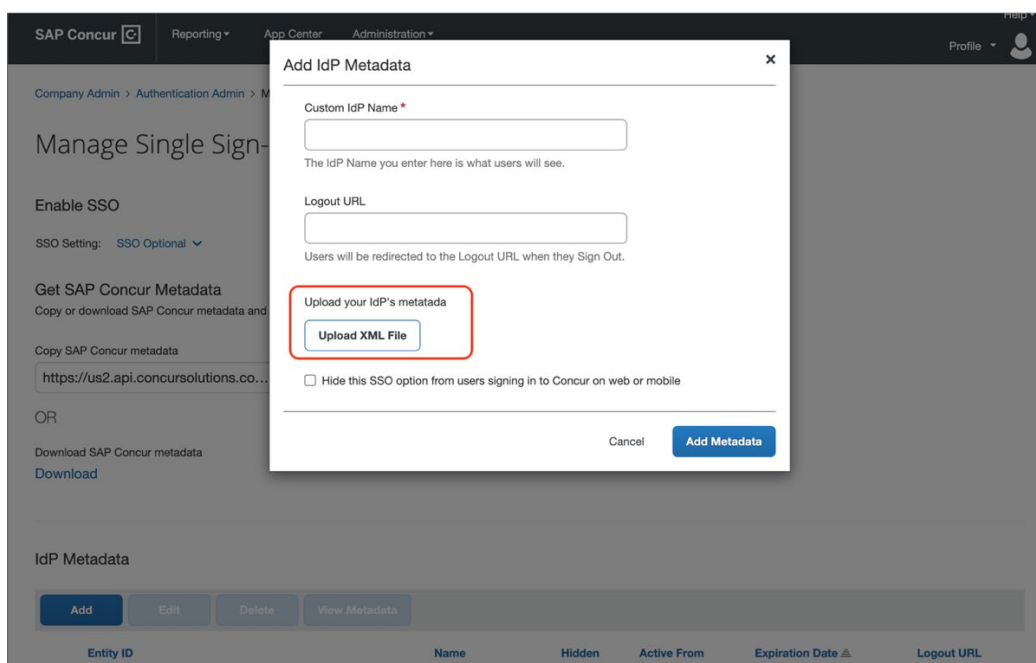 Help
SAP Concur C
Reporting
App Center
Administration
Profile
Add IdP Metadata
×
Company Admin > Authentication Admin > M
Manage Single Sign-
Custom IdP Name *
The IdP Name you enter here is what users will see.
Enable SSO
SSO Setting: SSO Optional
Logout URL
Users will be redirected to the Logout URL when they Sign Out.
Get SAP Concur Metadata
Copy or download SAP Concur metadata and
Upload your IdP's metatada
Upload XML File
Copy SAP Concur metadata
https://us2.api.concursolutions.co...
Hide this SSO option from users signing in to Concur on web or mobile
OR
Cancel
Add Metadata
Download SAP Concur metadata
Download
IdP Metadata
Add
Edit
Delete
View Metadata
Entity ID
Name
Hidden
Active From
Expiration Date
Logout URL